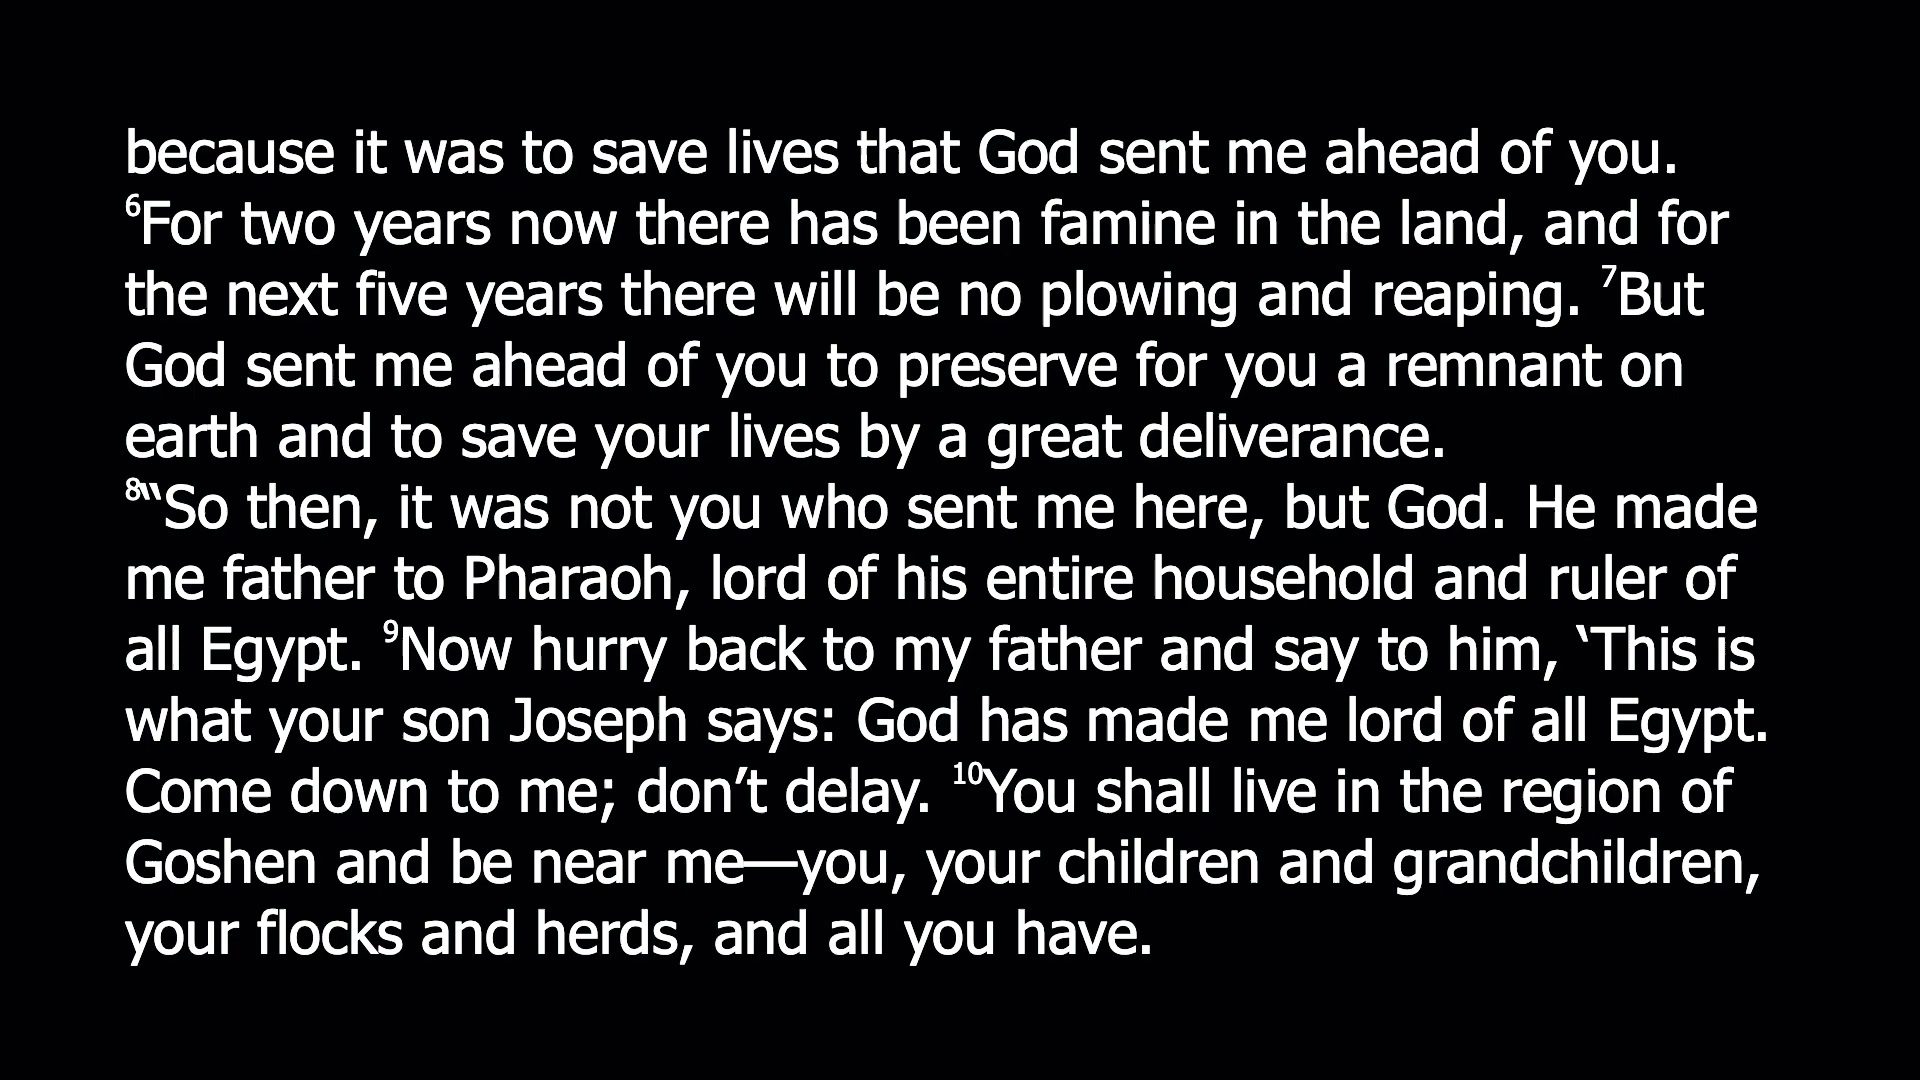 because it was to save lives that God sent me ahead of you.
⁶For two years now there has been famine in the land, and for
the next five years there will be no plowing and reaping. ⁷But
God sent me ahead of you to preserve for you a remnant on
earth and to save your lives by a great deliverance.
⁸“So then, it was not you who sent me here, but God. He made
me father to Pharaoh, lord of his entire household and ruler of
all Egypt. ⁹Now hurry back to my father and say to him, ‘This is
what your son Joseph says: God has made me lord of all Egypt.
Come down to me; don’t delay. ¹⁰You shall live in the region of
Goshen and be near me—you, your children and grandchildren,
your flocks and herds, and all you have.